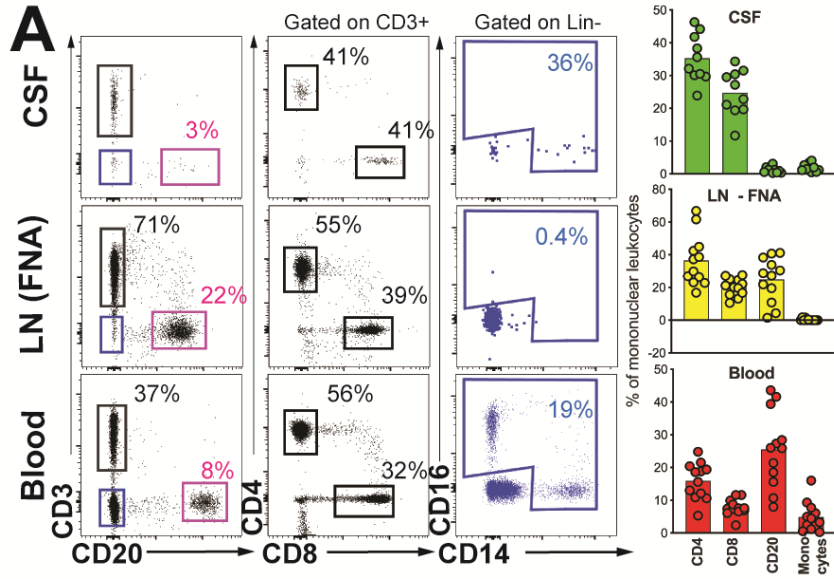 A
Gated on CD3+
Gated on Lin-
CSF
3%
41%
41%
36%
LN (FNA)
71%
22%
55%
39%
0.4%
Blood
37%
8%
56%
32%
19%
CD3
CD4
CD16
CD20
CD8
CD14
% of mononuclear leukocytes
CSF
50
40
30
20
10
0
LN - FNA
80
60
40
20
0
-20
Blood
50
40
30
20
10
0
CD4
CD8
CD20
Mono
cytes